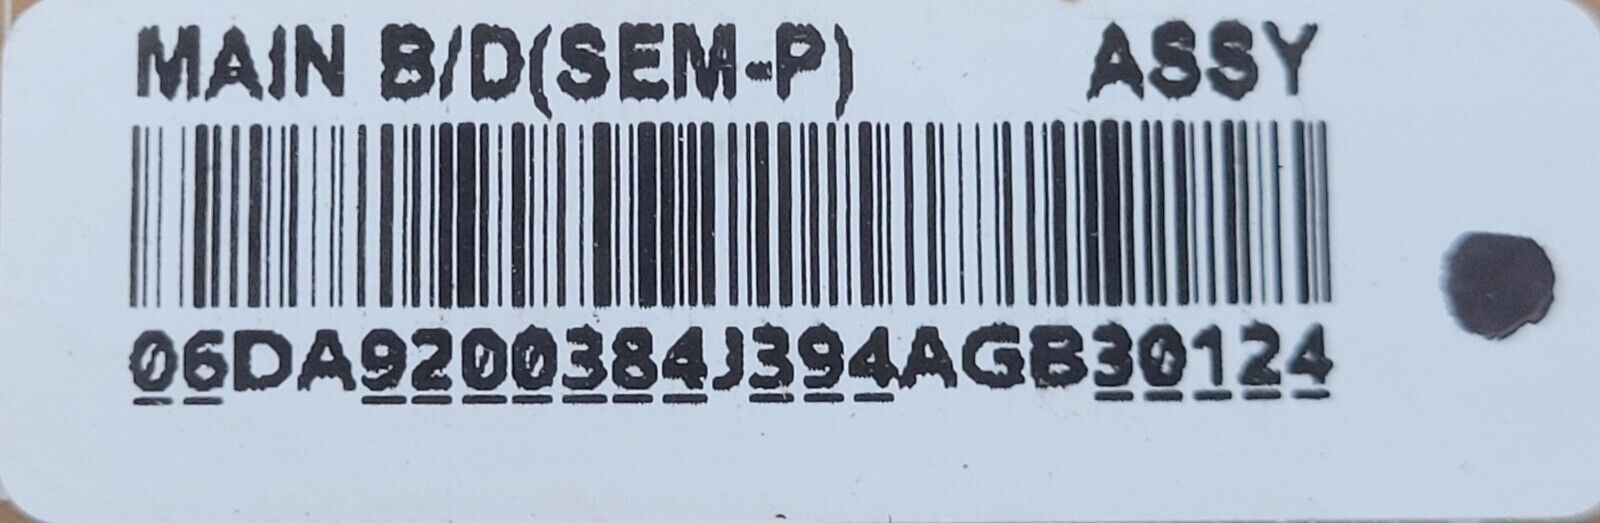 MAIN B/D(SEM-P) ASSY
06DA9200384J394AGB30124